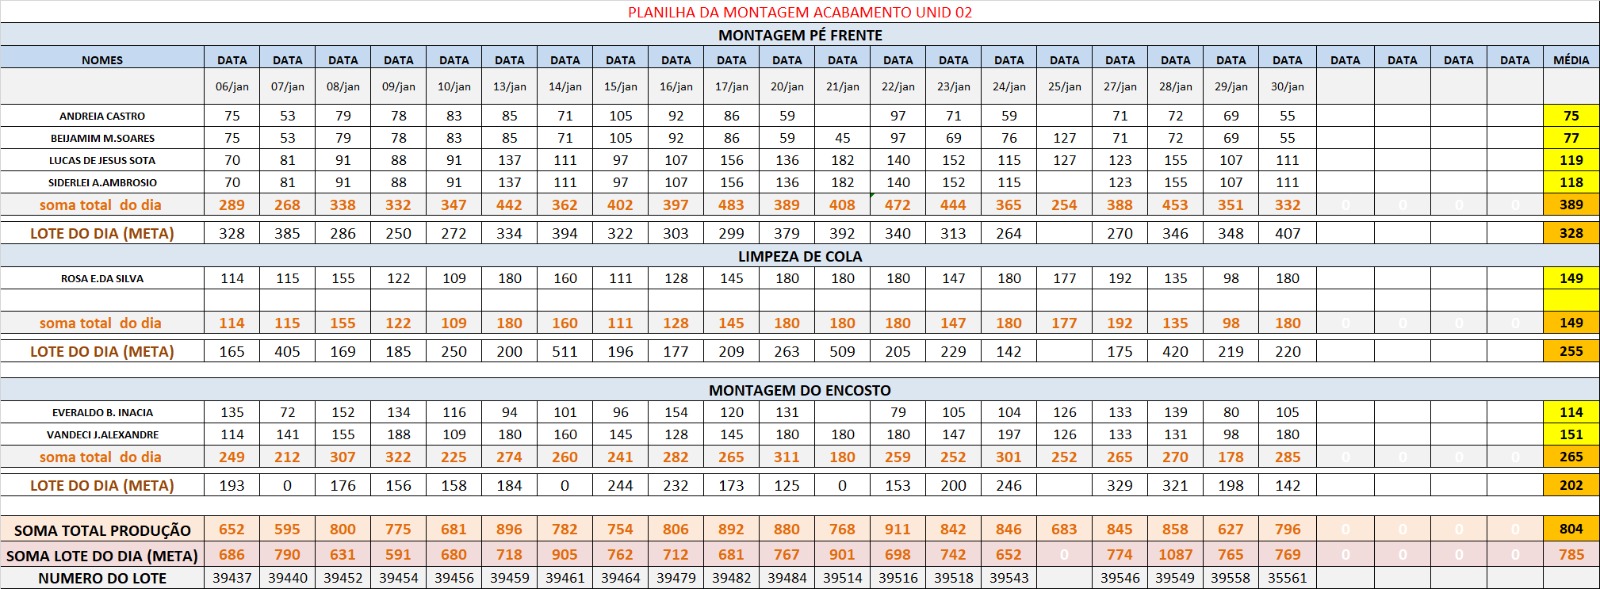 PLANILHA DA MONTAGEM ACABAMENTO UNID 02
MONTAGEM PÉ FRENTE
NOMES DATA DATA DATA DATA DATA DATA DATA DATA DATA DATA DATA DATA DATA DATA DATA DATA DATA DATA DATA DATA DATA DATA DATA DATA MÉDIA
06/jan 07/jan 08/jan 09/jan 10/jan 13/jan 14/jan 15/jan 16/jan 17/jan 20/jan 21/jan 22/jan 23/jan 24/jan 25/jan 27/jan 28/jan 29/jan 30/jan
ANDREIA CASTRO 75 53 79 78 83 85 71 105 92 86 59 97 71 59 71 72 69 55 75
BEIJAMIM M.SOARES 75 53 79 78 83 85 71 105 92 86 59 45 97 69 76 127 71 72 69 55 77
LUCAS DE JESUS SOTA 70 81 91 88 91 137 111 97 107 156 136 182 140 152 115 127 123 155 107 111 119
SIDERLEI A.AMBROSIO 70 81 91 88 91 137 111 97 107 156 136 182 140 152 115 123 155 107 111 118
soma total do dia 289 268 338 332 347 442 362 402 397 483 389 408 472 444 365 254 388 453 351 332 0 0 0 0 389
LOTE DO DIA (META) 328 385 286 250 272 334 394 322 303 299 379 392 340 313 264 270 346 348 407 328
LIMPEZA DE COLA
ROSA E.DA SILVA 114 115 155 122 109 180 160 111 128 145 180 180 180 147 180 177 192 135 98 180 149
soma total do dia 114 115 155 122 109 180 160 111 128 145 180 180 180 147 180 177 192 135 98 180 0 0 0 0 149
LOTE DO DIA (META) 165 405 169 185 250 200 511 196 177 209 263 509 205 229 142 175 420 219 220 255
MONTAGEM DO ENCOSTO
EVERALDO B. INACIA 135 72 152 134 116 94 101 96 154 120 131 79 105 104 126 133 139 80 105 114
VANDECI J.ALEXANDRE 114 141 155 188 109 180 160 145 128 145 180 180 180 147 197 126 133 131 98 180 151
soma total do dia 249 212 307 322 225 274 260 241 282 265 311 180 259 252 301 252 265 270 178 285 0 0 0 0 265
LOTE DO DIA (META) 193 0 176 156 158 184 0 244 232 173 125 0 153 200 246 329 321 198 142 202
SOMA TOTAL PRODUÇÃO 652 595 800 775 681 896 782 754 806 892 880 768 911 842 846 683 845 858 627 796 0 0 0 0 804
SOMA LOTE DO DIA (META) 686 790 631 591 680 718 905 762 712 681 767 901 698 742 652 0 774 1087 765 769 0 0 0 0 785
NUMERO DO LOTE 39437 39440 39452 39454 39456 39459 39461 39464 39479 39482 39484 39514 39516 39518 39543 39546 39549 39558 35561